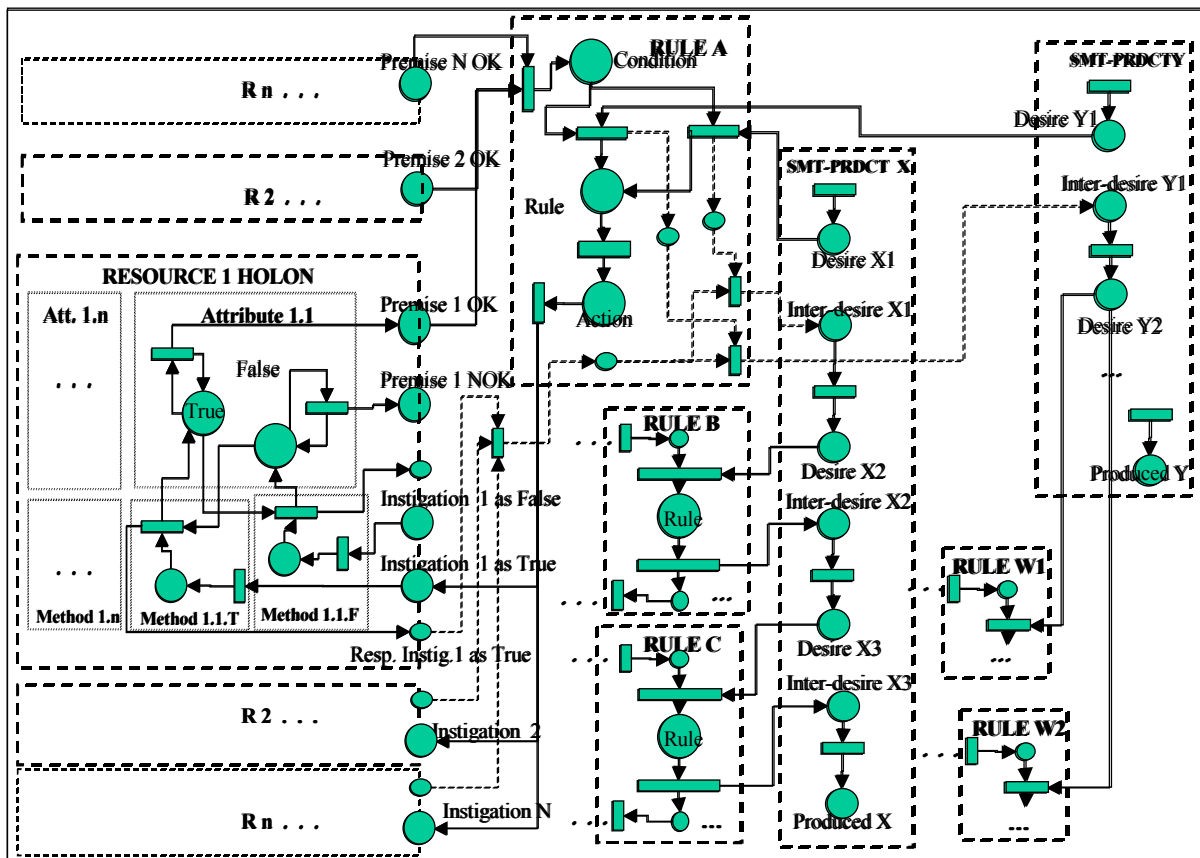 Premise N OK
R n . . .
Premise 2 OK
R 2 . . .
RESOURCE 1 HOLON
Att. 1.n
. . .
Attribute 1.1
Premise 1 OK
False
True
Premise 1 NOK
Instigation 1 as False
Instigation 1 as True
. . .
Method 1.n
Method 1.1.T
Method 1.1.F
Resp. Instig.1 as True
R 2 . . .
Instigation 2
R n . . .
Instigation N
RULE A
Condition
Rule
Action
RULE B
. . .
Rule
. . .
...
RULE C
. . .
Rule
. . .
...
SMT-PRDCT X
Desire X1
Inter-desire X1
Desire X2
Inter-desire X2
Desire X3
Inter-desire X3
Produced X
SMT-PRDCTY
Desire Y1
Inter-desire Y1
Desire Y2
...
Produced Y
RULE W1
. . .
...
RULE W2
. . .
...